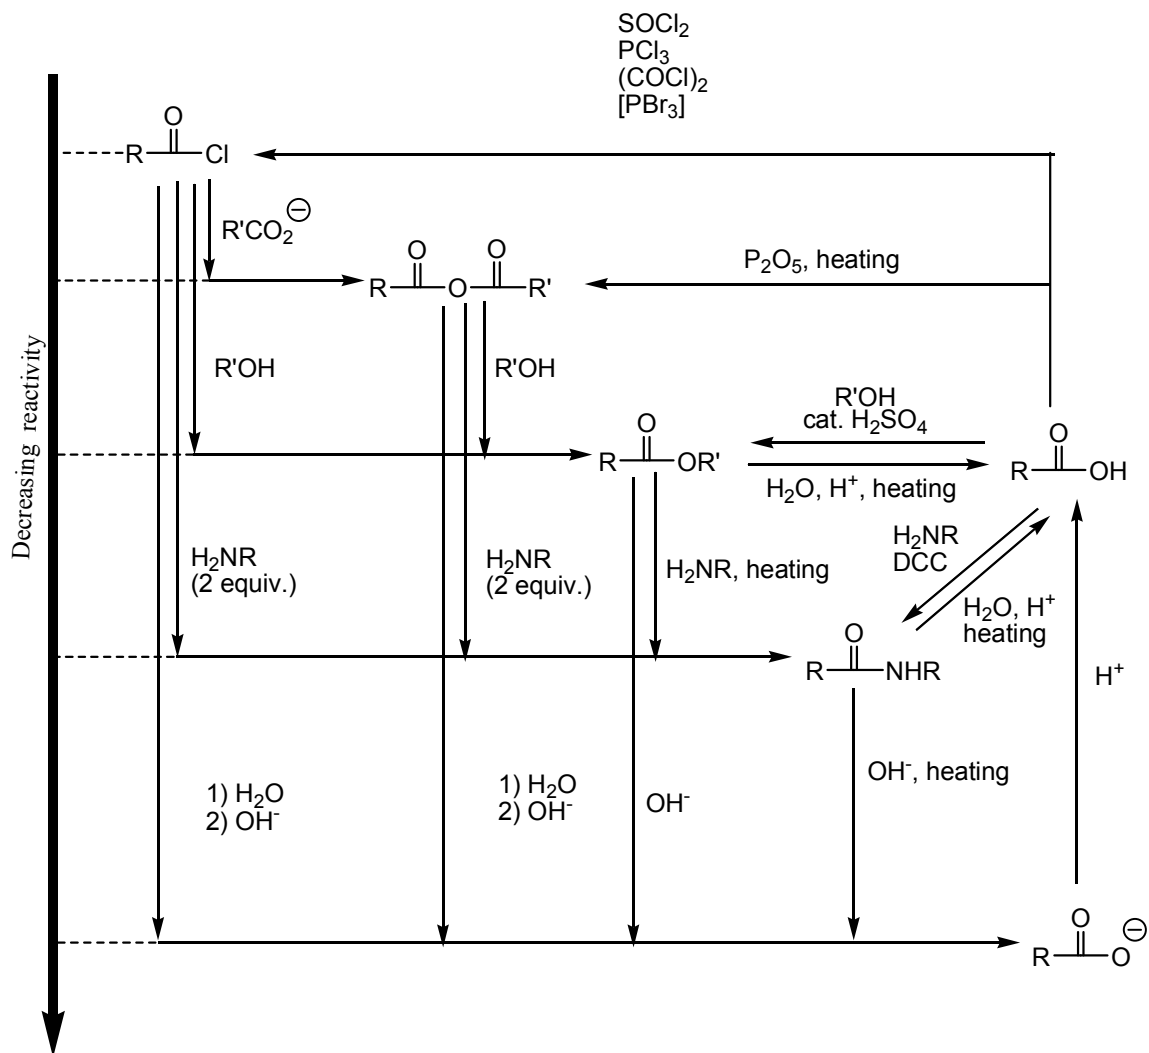 SOCl₂
PCl₃
(COCl)₂
[PBr₃]
O
R
Cl
R'CO₂⊖
O
O
R
O
R'
P₂O₅, heating
Decreasing reactivity
R'OH
R'OH
R'OH
cat. H₂SO₄
O
R
OR'
H₂O, H⁺, heating
O
R
OH
H₂NR
(2 equiv.)
H₂NR
(2 equiv.)
H₂NR, heating
H₂NR
DCC
H₂O, H⁺
heating
O
R
NHR
H⁺
1) H₂O
2) OH⁻
1) H₂O
2) OH⁻
OH⁻
OH⁻, heating
O
R
O⊖